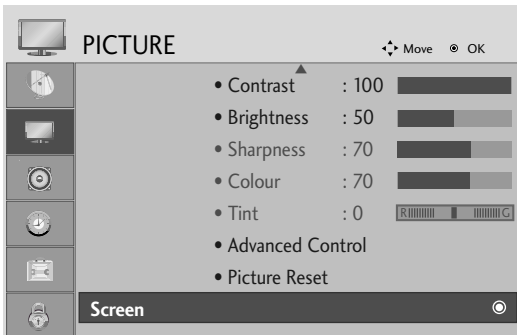 PICTURE
Move OK
• Contrast : 100
• Brightness : 50
• Sharpness : 70
• Colour : 70
• Tint : 0 R G
• Advanced Control
• Picture Reset
Screen